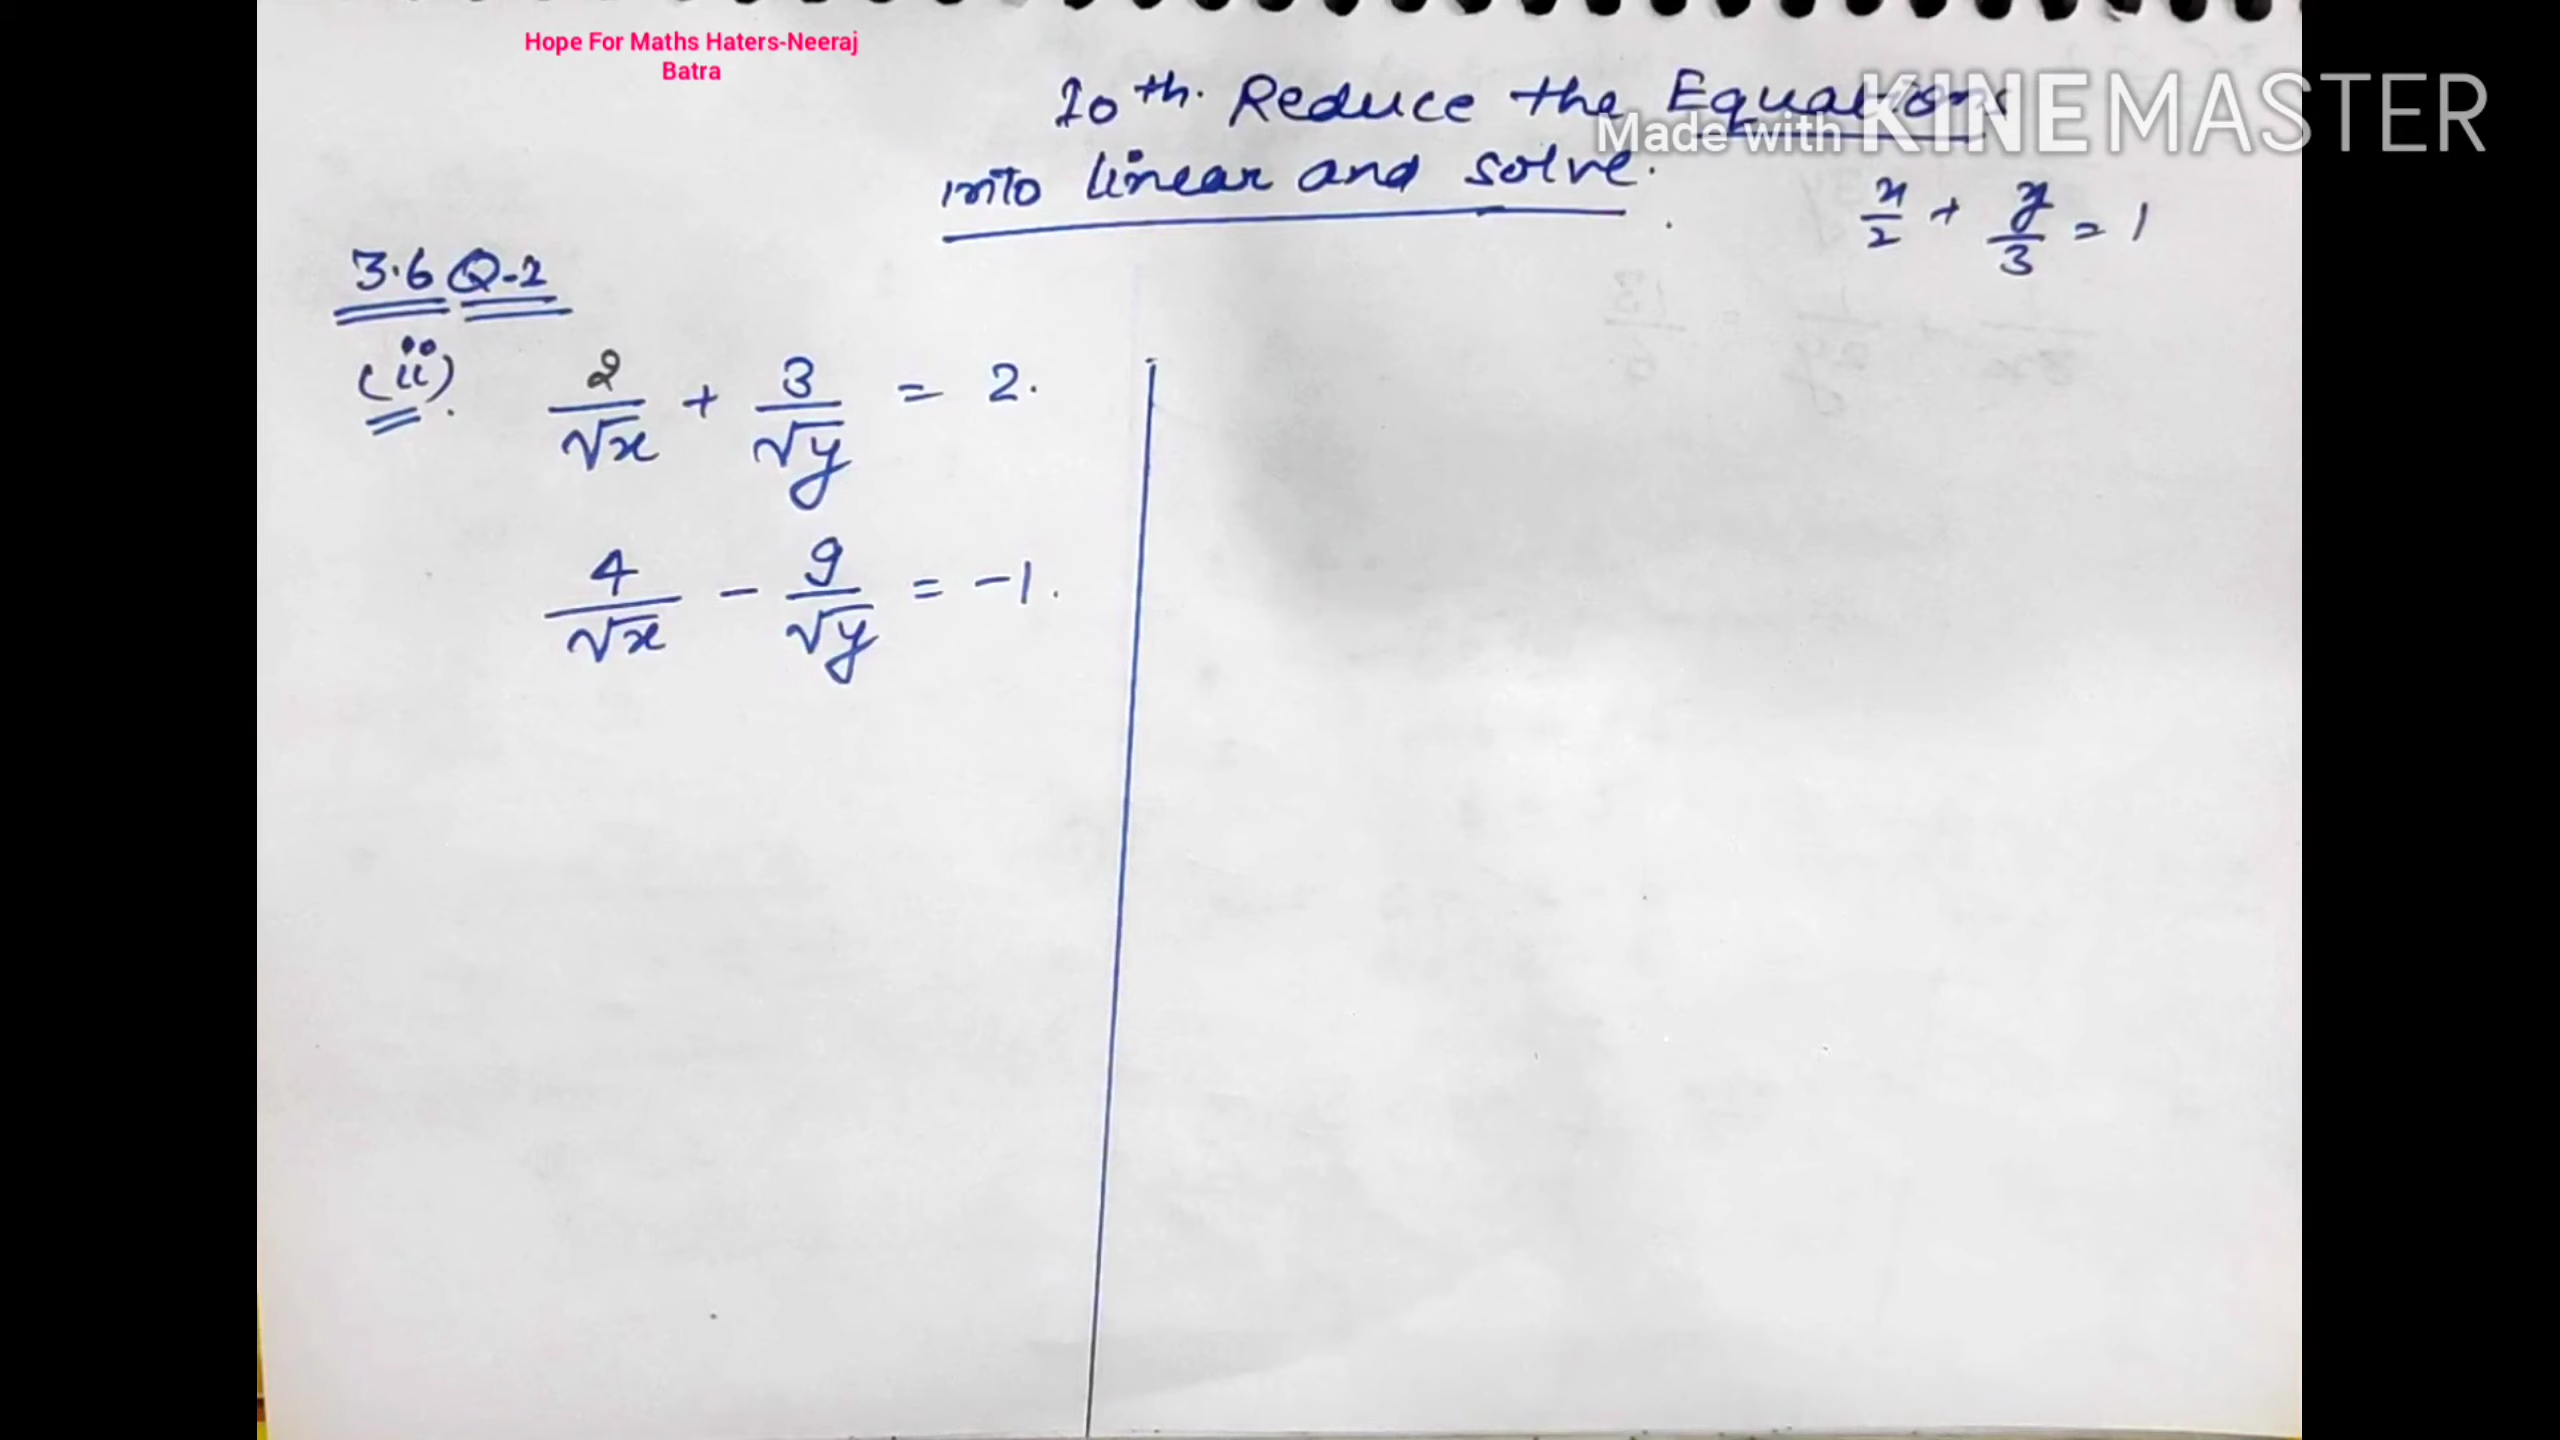 Hope For Maths Haters-Neeraj
Batra
10th. Reduce the Equations
Made with KINEMASTER
into linear and solve.
x/2 + y/3 = 1
3.6 Q-2
(ii). 2/√x + 3/√y = 2.
4/√x - 9/√y = -1.